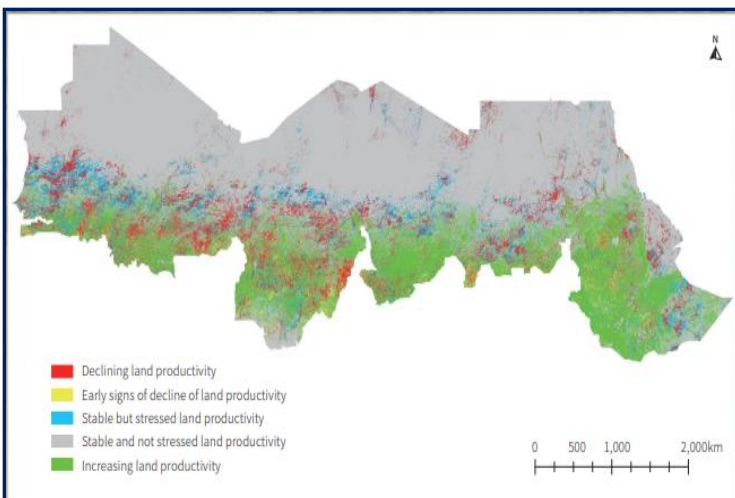 N
Declining land productivity
Early signs of decline of land productivity
Stable but stressed land productivity
Stable and not stressed land productivity
Increasing land productivity
0 500 1,000 2,000km